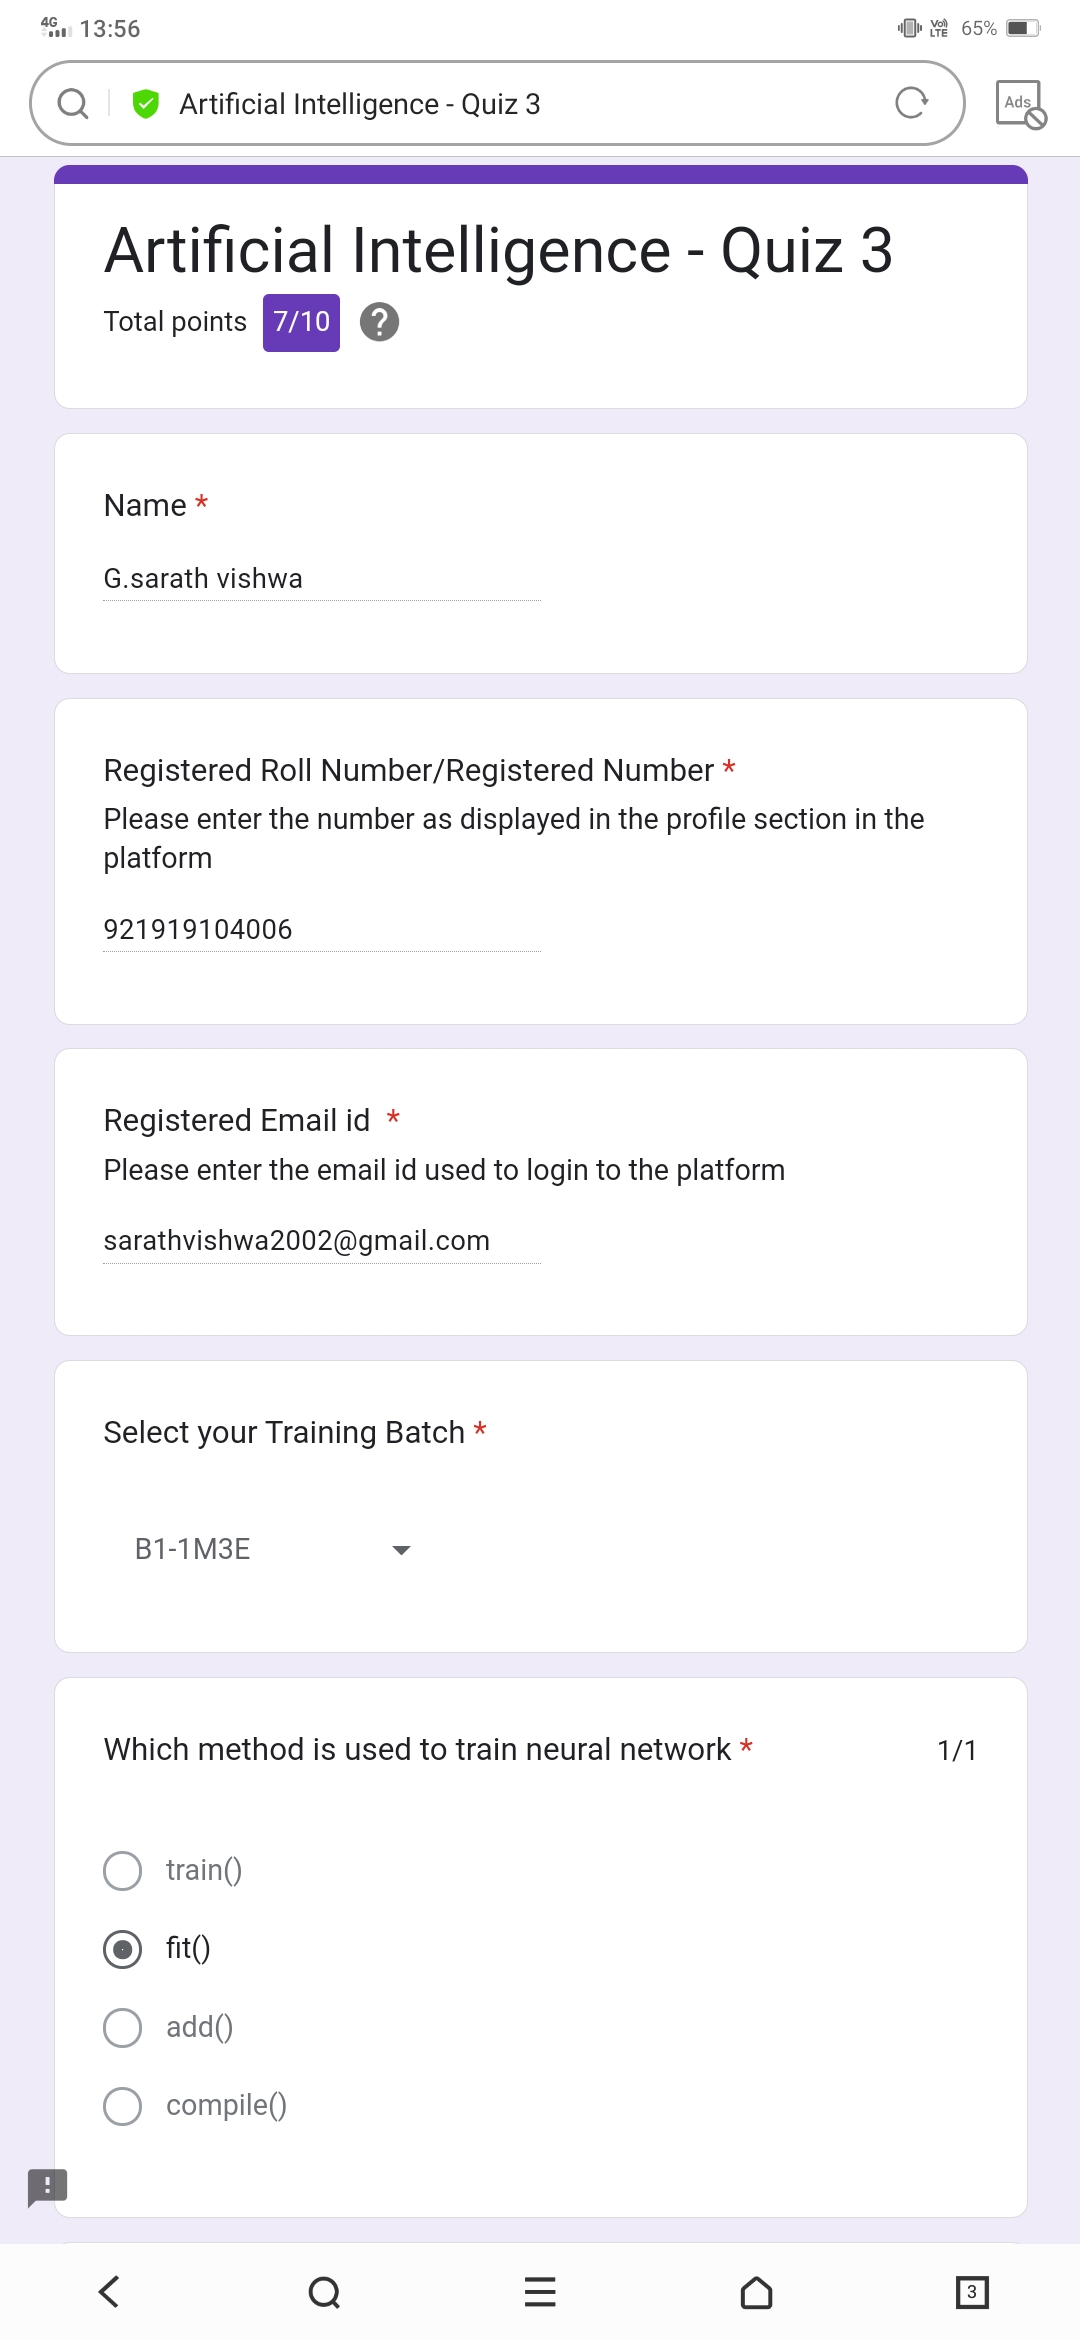 4G 13:56 VoLTE 65%
Artificial Intelligence - Quiz 3 Ads
Artificial Intelligence - Quiz 3
Total points 7/10 ?
Name *
G.sarath vishwa
Registered Roll Number/Registered Number *
Please enter the number as displayed in the profile section in the
platform
921919104006
Registered Email id *
Please enter the email id used to login to the platform
sarathvishwa2002@gmail.com
Select your Training Batch *
B1-1M3E
Which method is used to train neural network * 1/1
train()
fit()
add()
compile()
3